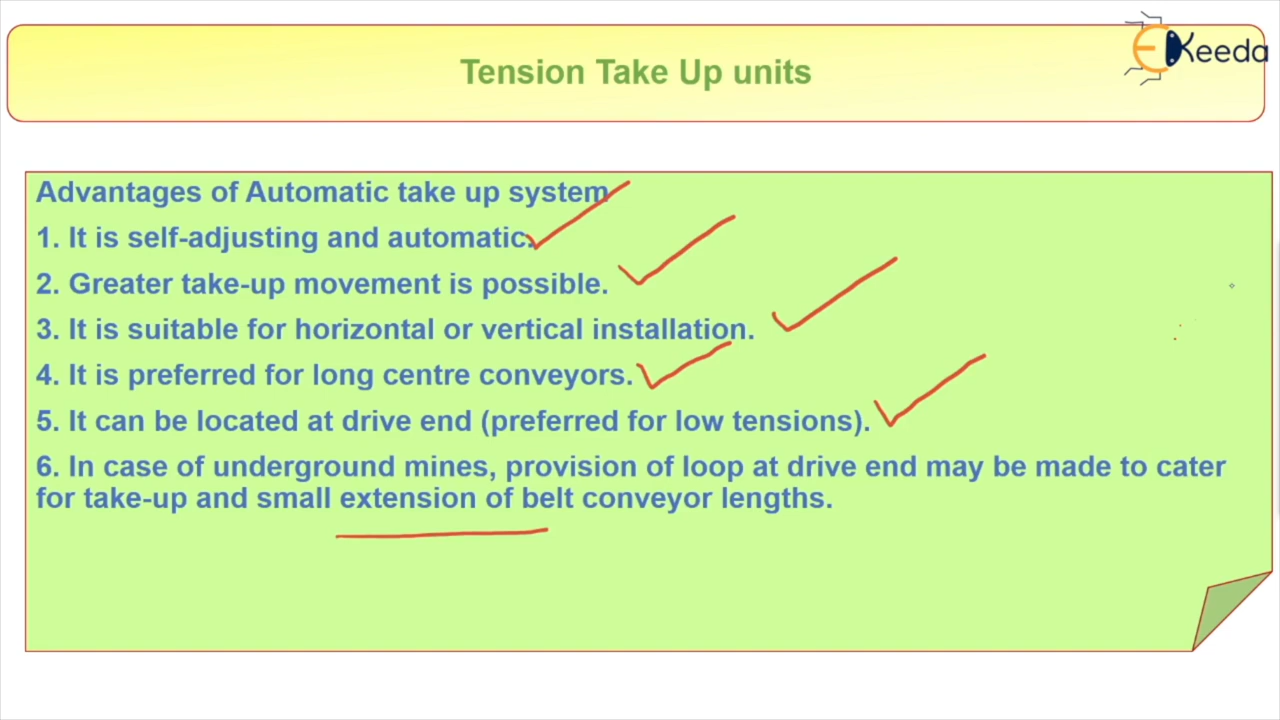 EKeeda
Tension Take Up units
Advantages of Automatic take up system
1. It is self-adjusting and automatic.
2. Greater take-up movement is possible.
3. It is suitable for horizontal or vertical installation.
4. It is preferred for long centre conveyors.
5. It can be located at drive end (preferred for low tensions).
6. In case of underground mines, provision of loop at drive end may be made to cater
for take-up and small extension of belt conveyor lengths.